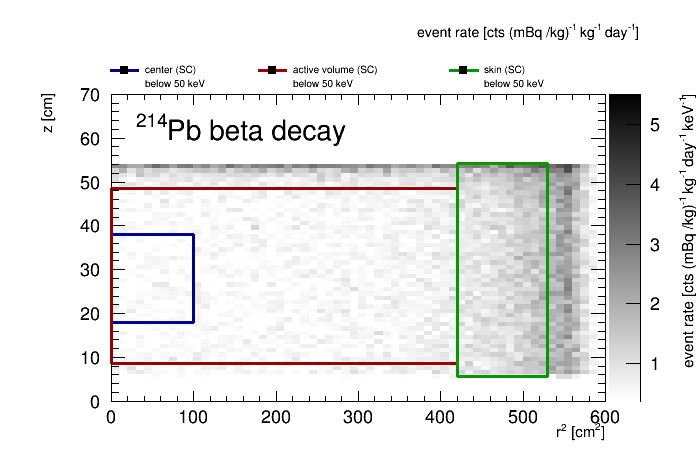 event rate [cts (mBq /kg)⁻¹ kg⁻¹ day⁻¹]
center (SC) active volume (SC) skin (SC)
below 50 keV below 50 keV below 50 keV
z [cm]
²¹⁴Pb beta decay
70
60
50
40
30
20
10
0
0 100 200 300 400 500 600
r² [cm²]
5
4
3
2
1
event rate [cts (mBq /kg)⁻¹ kg⁻¹ day⁻¹ keV⁻¹]